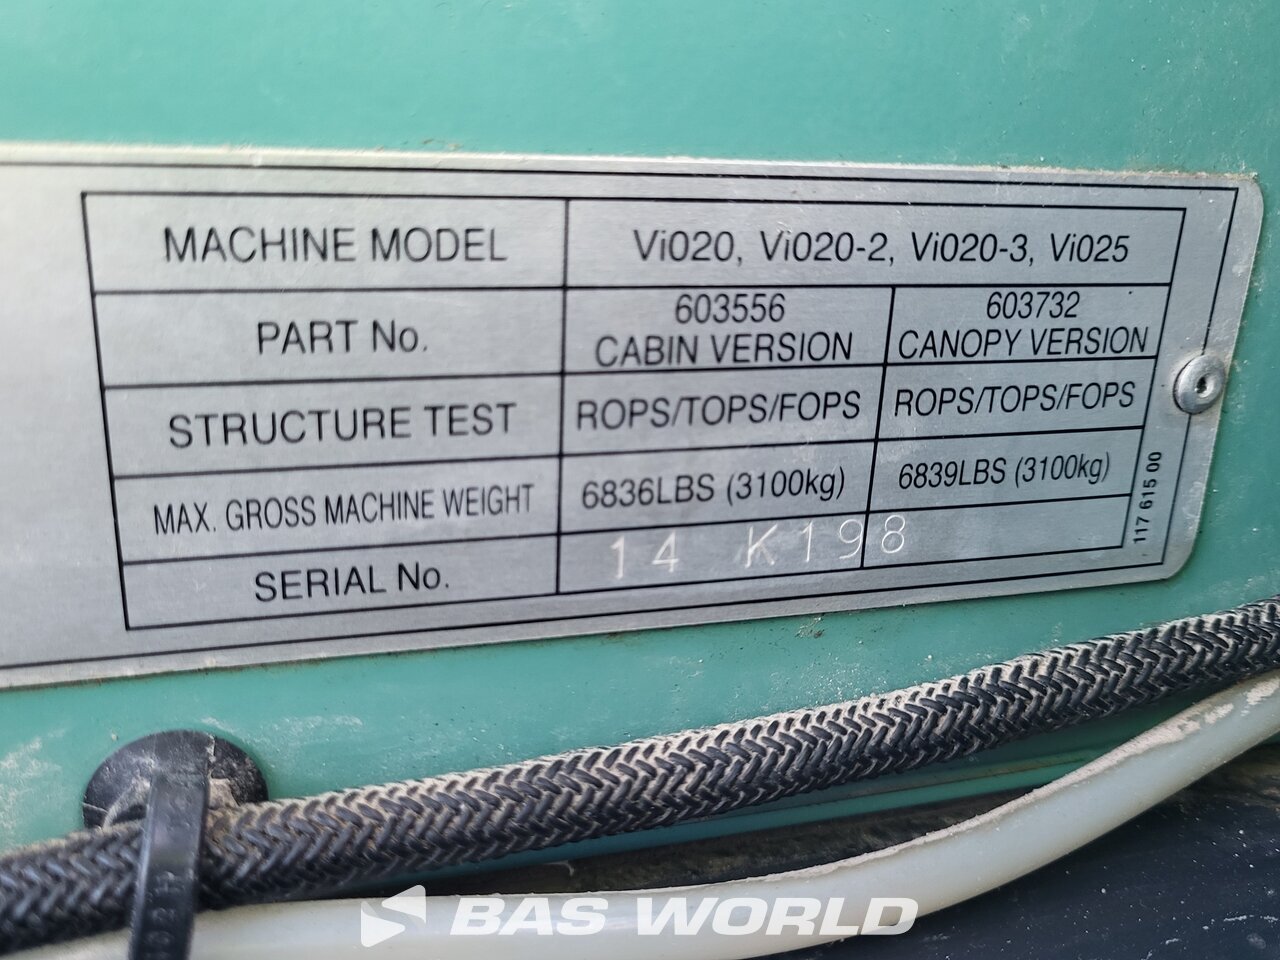 MACHINE MODEL Vi020, Vi020-2, Vi020-3, Vi025
PART No. 603556 CABIN VERSION 603732 CANOPY VERSION
STRUCTURE TEST ROPS/TOPS/FOPS ROPS/TOPS/FOPS
MAX. GROSS MACHINE WEIGHT 6836LBS (3100kg) 6839LBS (3100kg)
SERIAL No. 14 K198
117 615 00
BAS WORLD